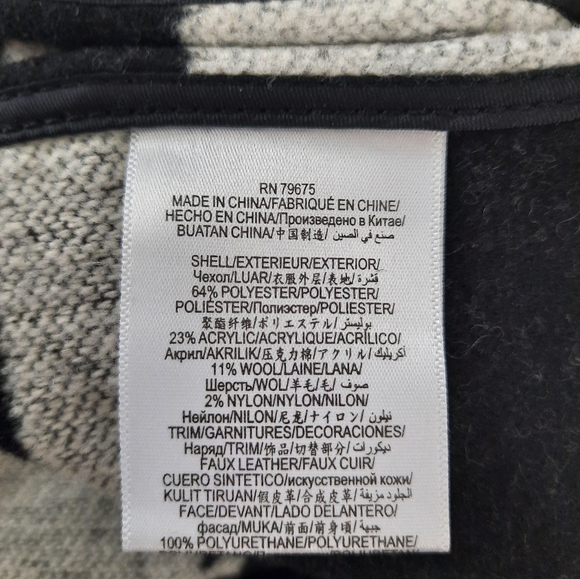 RN 79675
MADE IN CHINA/FABRIQUÉ EN CHINE/
HECHO EN CHINA/Произведено в Китае/
BUATAN CHINA/中国制造/ صنع في الصين
SHELL/EXTERIEUR/EXTERIOR/
Чехол/LUAR/衣服外层/表地/ قشرة/
64% POLYESTER/POLYESTER/
POLIÉSTER/Полиэстер/POLIESTER/
聚酯纤维/ポリエステル/ بوليستر/
23% ACRYLIC/ACRYLIQUE/ACRÍLICO/
Акрил/AKRILIK/压克力棉/アクリル/ أكريليك/
11% WOOL/LAINE/LANA/
Шерсть/WOL/羊毛/毛/ صوف/
2% NYLON/NYLON/NILON/
Нейлон/NILON/尼龙/ナイロン/ نيلون/
TRIM/GARNITURES/DECORACIONES/
Наряд/TRIM/饰品/切替部分/ ديكورات/
FAUX LEATHER/FAUX CUIR/
CUERO SINTETICO/искусственной кожи/
KULIT TIRUAN/假皮革/合成皮革/ الجلود مزيفة/
FACE/DEVANT/LADO DELANTERO/
фасад/MUKA/前面/前身頃/ جبهة/
100% POLYURETHANE/POLYURETHANE/